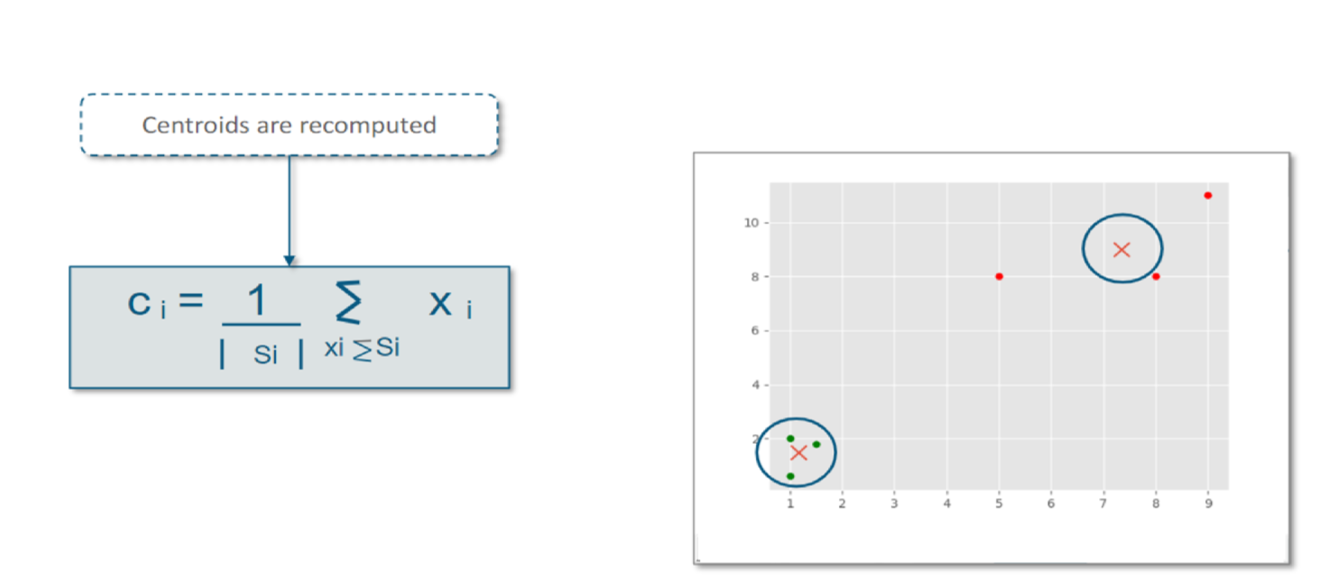 Centroids are recomputed
c i = 1 ∑ x i
| Si | xi ∑ Si
10
8
6
4
2
1 2 3 4 5 6 7 8 9